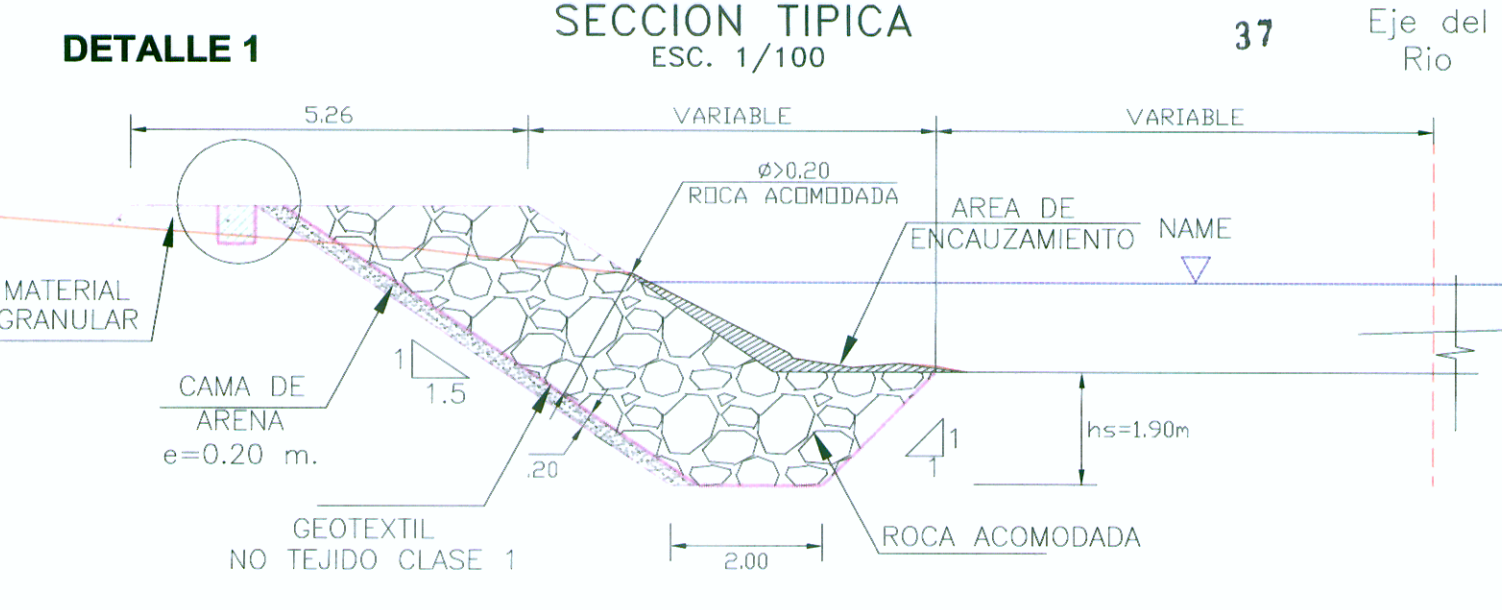 SECCION TIPICA
ESC. 1/100
DETALLE 1
37
Eje del
Rio
5.26
VARIABLE
VARIABLE
Ø>0.20
ROCA ACOMODADA
AREA DE
ENCAUZAMIENTO
NAME
MATERIAL
GRANULAR
1
1.5
CAMA DE
ARENA
e=0.20 m.
.20
1
1
hs=1.90m
GEOTEXTIL
NO TEJIDO CLASE 1
2.00
ROCA ACOMODADA